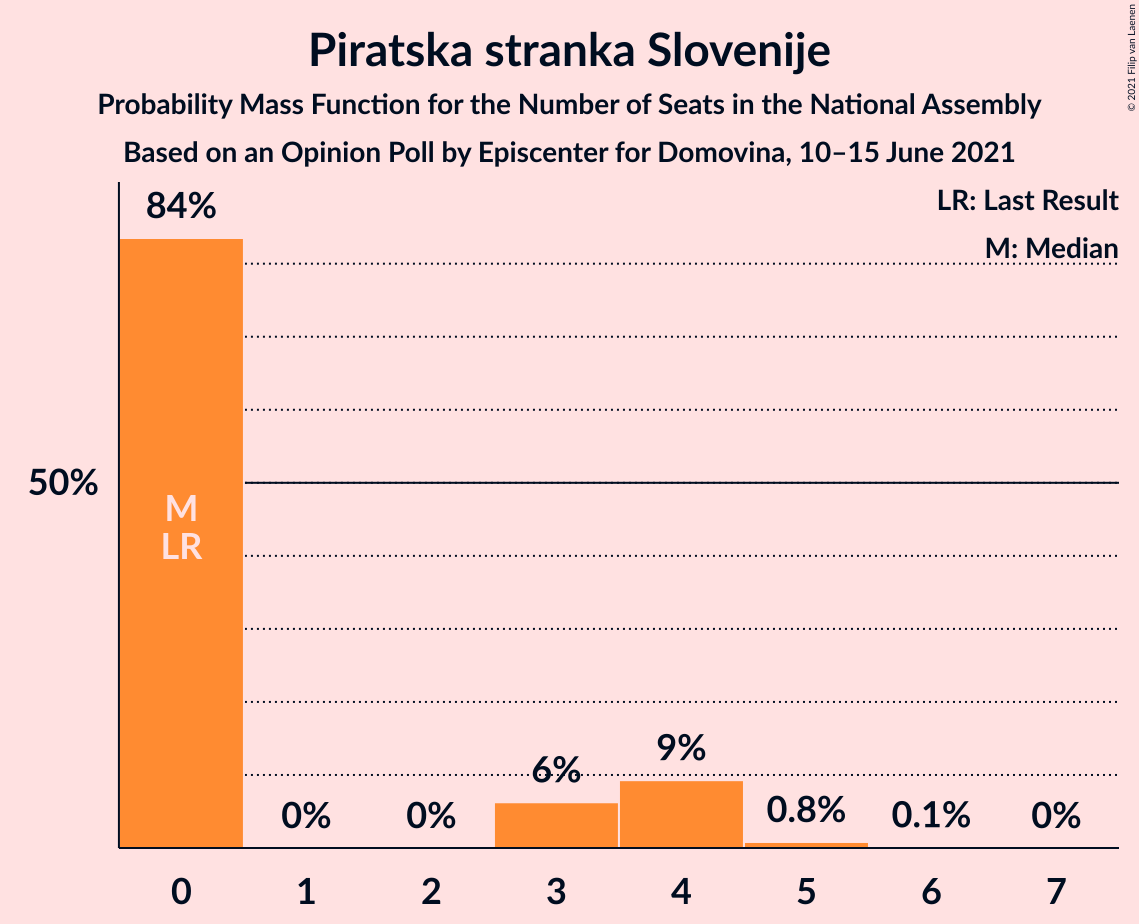 Piratska stranka Slovenije
Probability Mass Function for the Number of Seats in the National Assembly
Based on an Opinion Poll by Episcenter for Domovina, 10–15 June 2021
© 2021 Filip van Laenen
LR: Last Result
M: Median
84%
50%
M
LR
0%
0%
6%
9%
0.8%
0.1%
0%
0
1
2
3
4
5
6
7